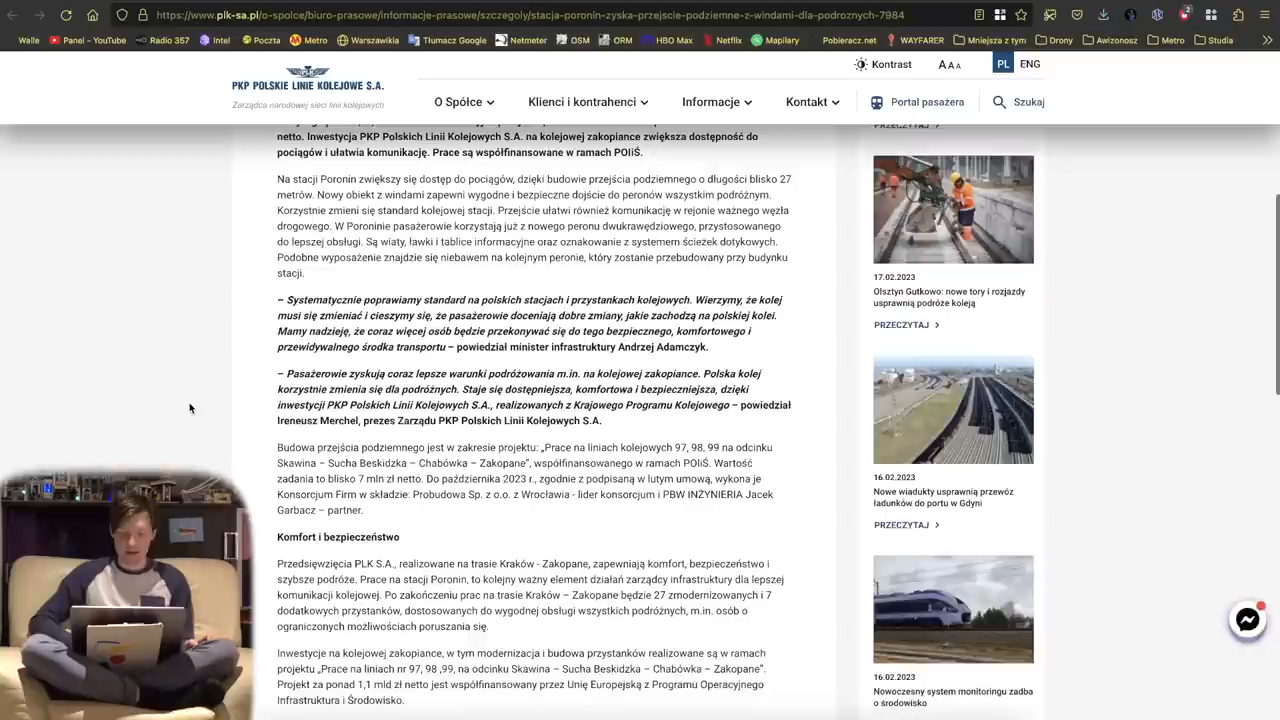 https://www.plk-sa.pl/o-spolce/biuro-prasowe/informacje-prasowe/szczegoly/stacja-poronin-z-nowym-przejsciem-podziemnym-z-windami-dla-podroznych-7984
Walle
Panel - YouTube
Radio 357
Intel
Poczta
Metro
Tłumacz Google
Netmetr
OSM
ORM
HBO Max
Netflix
Mapilary
Pobieracz.net
WAYFARER
Metro
Dysk Google
Drony
Metro
Studia
PKP POLSKIE LINIE KOLEJOWE S.A.
Zarządca narodowej sieci linii kolejowych
Kontrast
A A A
PL ENG
O Spółce
Klienci i kontrahenci
Informacje
Kontakt
Portal pasażera
Szukaj
netto. Inwestycja PKP Polskich Linii Kolejowych S.A. na kolejowej zakopiance zwiększa dostępność do
pociągów i ułatwia komunikację. Prace są współfinansowane w ramach POIiŚ.
Na stacji Poronin zwiększy się dostęp do pociągów, dzięki budowie przejścia podziemnego o długości blisko 27
metrów. Nowy obiekt z windami zapewni wygodne i bezpieczne dojście do peronów wszystkim podróżnym.
Korzystnie zmieni się standard kolejowej stacji. Przejście ułatwi również komunikację w rejonie ważnego węzła
drogowego. W Poroninie pasażerowie korzystają już z nowego peronu dwukrawędziowego, przystosowanego
do lepszej obsługi. Są wiaty, ławki i tablice informacyjne oraz oznakowanie z systemem ścieżek dotykowych.
Podobne wyposażenie znajdzie się niebawem na kolejnym peronie, który zostanie przebudowany przy budynku
stacji.
– Systematycznie poprawiamy standard na polskich stacjach i przystankach kolejowych. Wierzymy, że kolej
musi się zmieniać i cieszymy się, że pasażerowie doceniają dobre zmiany, jakie zachodzą na polskiej kolei.
Mamy nadzieję, że coraz więcej osób będzie przekonywać się do tego bezpiecznego, komfortowego i
przewidywalnego środka transportu – powiedział minister infrastruktury Andrzej Adamczyk.
– Pasażerowie zyskują coraz lepsze warunki podróżowania m.in. na kolejowej zakopiance. Polska kolej
korzystnie zmienia się dla podróżnych. Staje się dostępniejsza, komfortowa i bezpieczniejsza, dzięki
inwestycji PKP Polskich Linii Kolejowych S.A., realizowanych z Krajowego Programu Kolejowego – powiedział
Ireneusz Merchel, prezes Zarządu PKP Polskich Linii Kolejowych S.A.
Budowa przejścia podziemnego jest w zakresie projektu: „Prace na liniach kolejowych 97, 98, 99 na odcinku
Skawina – Sucha Beskidzka – Chabówka – Zakopane”, współfinansowanego w ramach POIiŚ. Wartość
zadania to blisko 7 mln zł netto. Do października 2023 r., zgodnie z podpisaną w lutym umową, wykona je
Konsorcjum Firm w składzie: Probudowa Sp. z o.o. z Wrocławia - lider konsorcjum i PBW INŻYNIERIA Jacek
Garbacz – partner.
Komfort i bezpieczeństwo
Przedsięwzięcia PLK S.A., realizowane na trasie Kraków - Zakopane, zapewniają komfort, bezpieczeństwo i
szybsze podróże. Prace na stacji Poronin, to kolejny ważny element działań zarządcy infrastruktury dla lepszej
komunikacji kolejowej. Po zakończeniu prac na trasie Kraków – Zakopane będzie 27 zmodernizowanych i 7
dodatkowych przystanków, dostosowanych do wygodnej obsługi wszystkich podróżnych, m.in. osób o
ograniczonych możliwościach poruszania się.
Inwestycje na kolejowej zakopiance, w tym modernizacja i budowa przystanków realizowane są w ramach
projektu „Prace na liniach nr 97, 98 ,99, na odcinku Skawina – Sucha Beskidzka – Chabówka – Zakopane”.
Projekt za ponad 1,1 mld zł netto jest współfinansowany przez Unię Europejską z Programu Operacyjnego
Infrastruktura i Środowisko.
PRZECZYTAJ
17.02.2023
Olsztyn Gutkowo: nowe tory i rozjazdy
usprawnią podróże koleją
PRZECZYTAJ
16.02.2023
Nowe wiadukty usprawnią przewóz
ładunków do portu w Gdyni
PRZECZYTAJ
16.02.2023
Nowoczesny system monitoringu zadba
o środowisko